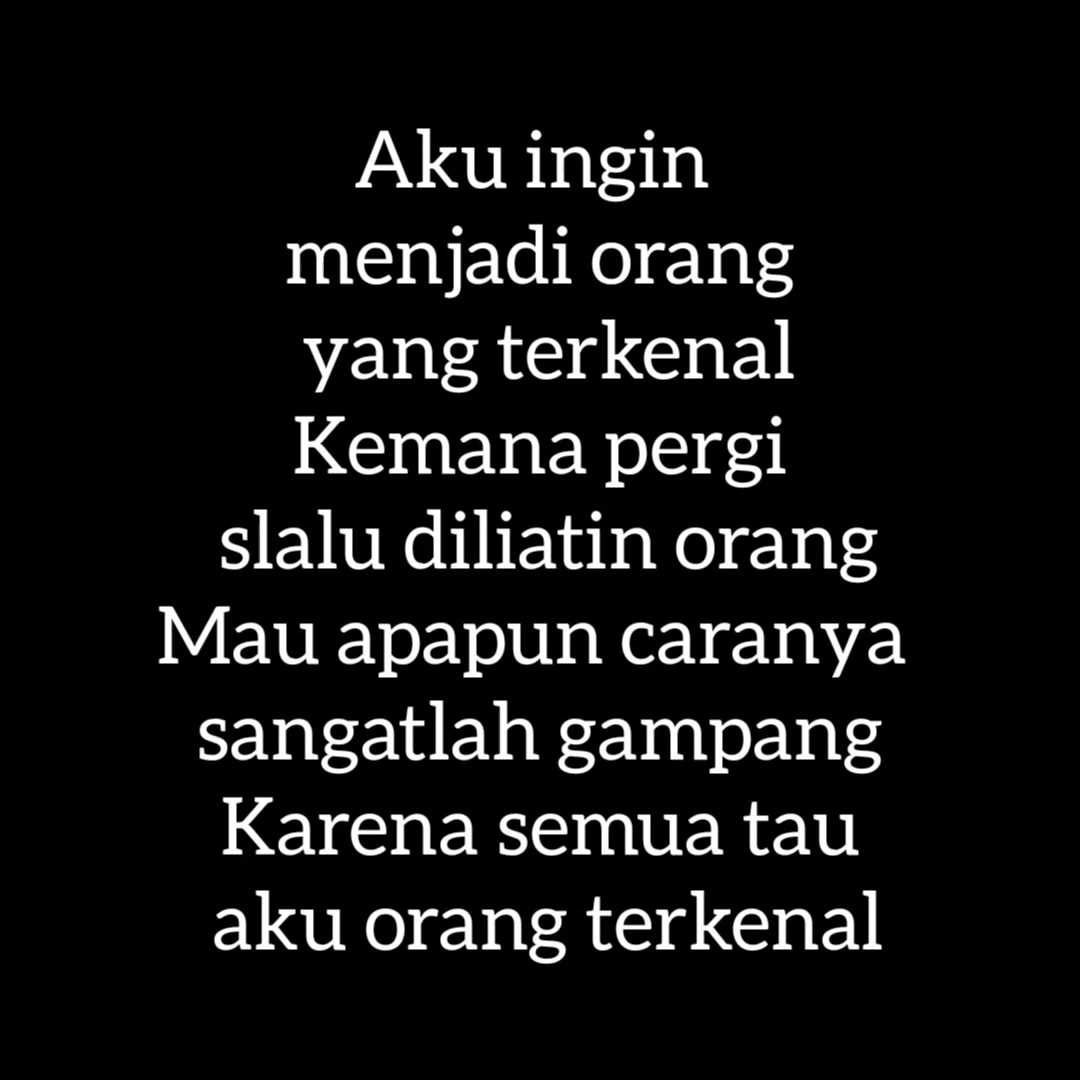 Aku ingin
menjadi orang
yang terkenal
Kemana pergi
slalu diliatin orang
Mau apapun caranya
sangatlah gampang
Karena semua tau
aku orang terkenal